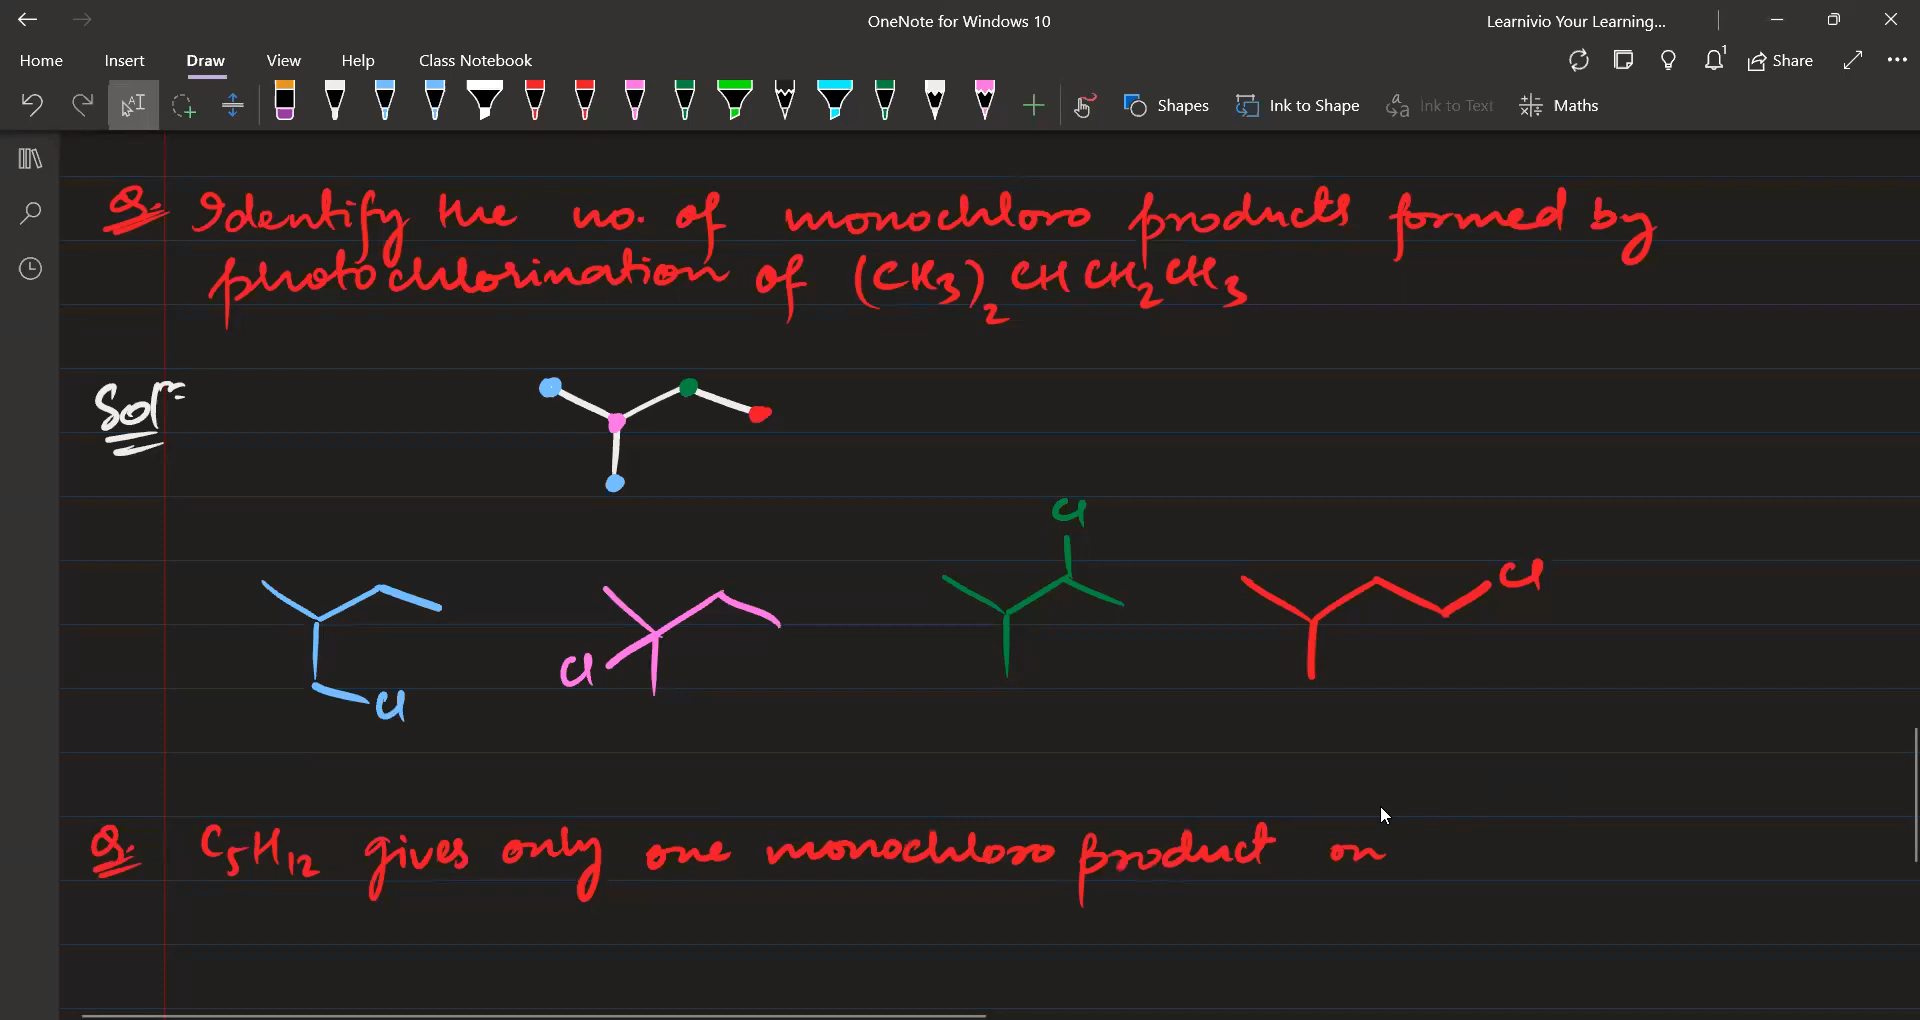 OneNote for Windows 10
Learnivio Your Learning...
Home Insert Draw View Help Class Notebook
1
Share
Shapes Ink to Shape Ink to Text Maths
Q. Identify the no. of monochloro products formed by
photochlorination of (CH3)2 CH CH2 CH3
Soln
Cl
Cl
Cl
Cl
Q. C5H12 gives only one monochloro product on